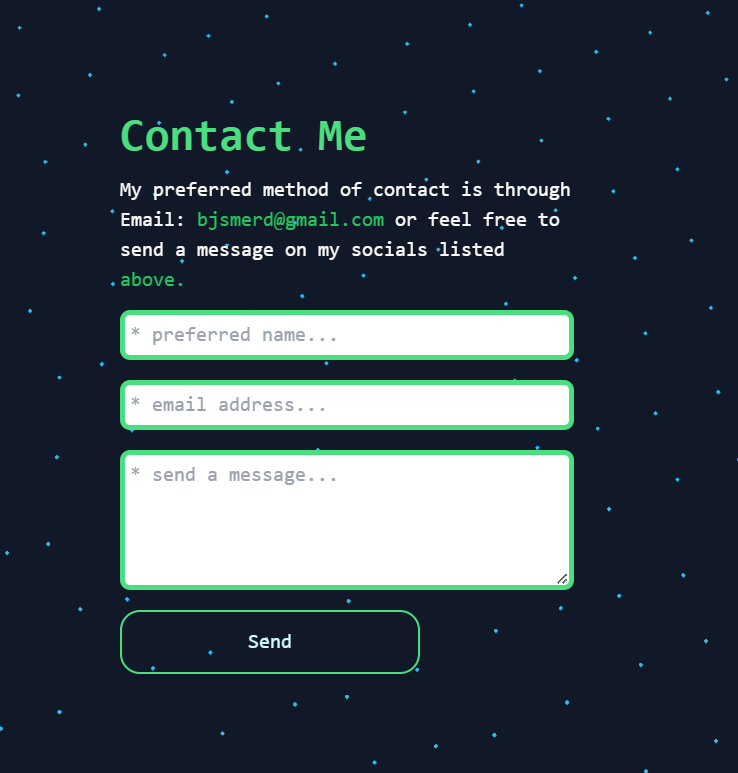 Contact Me
My preferred method of contact is through
Email: bjsmerd@gmail.com or feel free to
send a message on my socials listed
above.
* preferred name...
* email address...
* send a message...
Send